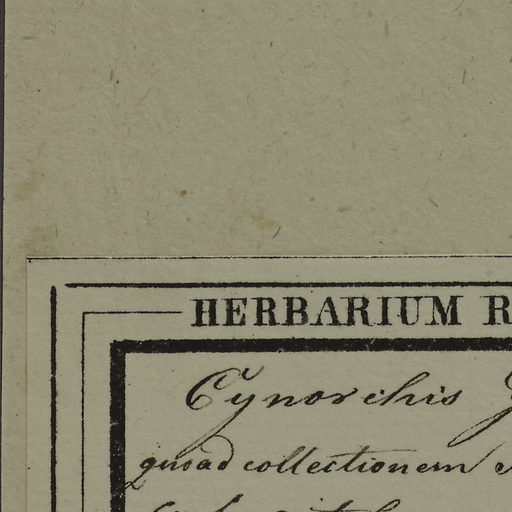 HERBARIUM R
Cynorchis
quoad collectionem